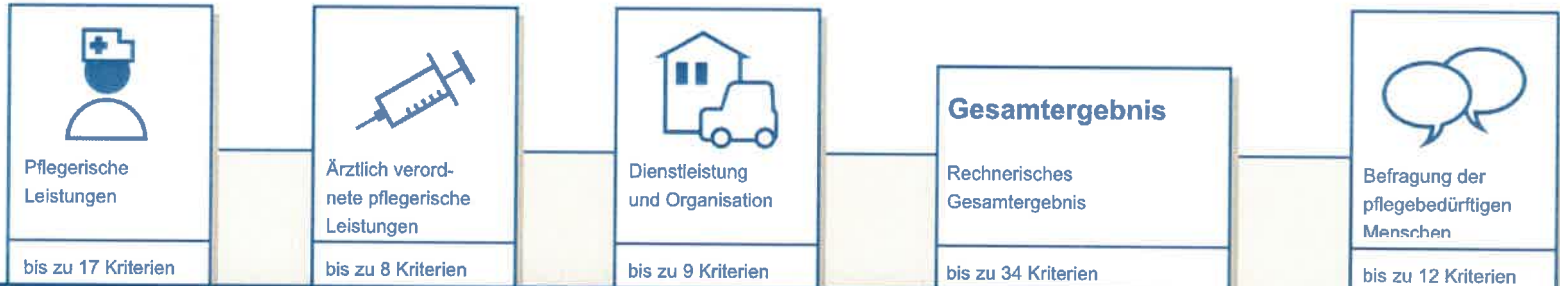 Pflegerische
Leistungen
bis zu 17 Kriterien
Ärztlich verord-
nete pflegerische
Leistungen
bis zu 8 Kriterien
Dienstleistung
und Organisation
bis zu 9 Kriterien
Gesamtergebnis
Rechnerisches
Gesamtergebnis
bis zu 34 Kriterien
Befragung der
pflegebedürftigen
Menschen
bis zu 12 Kriterien